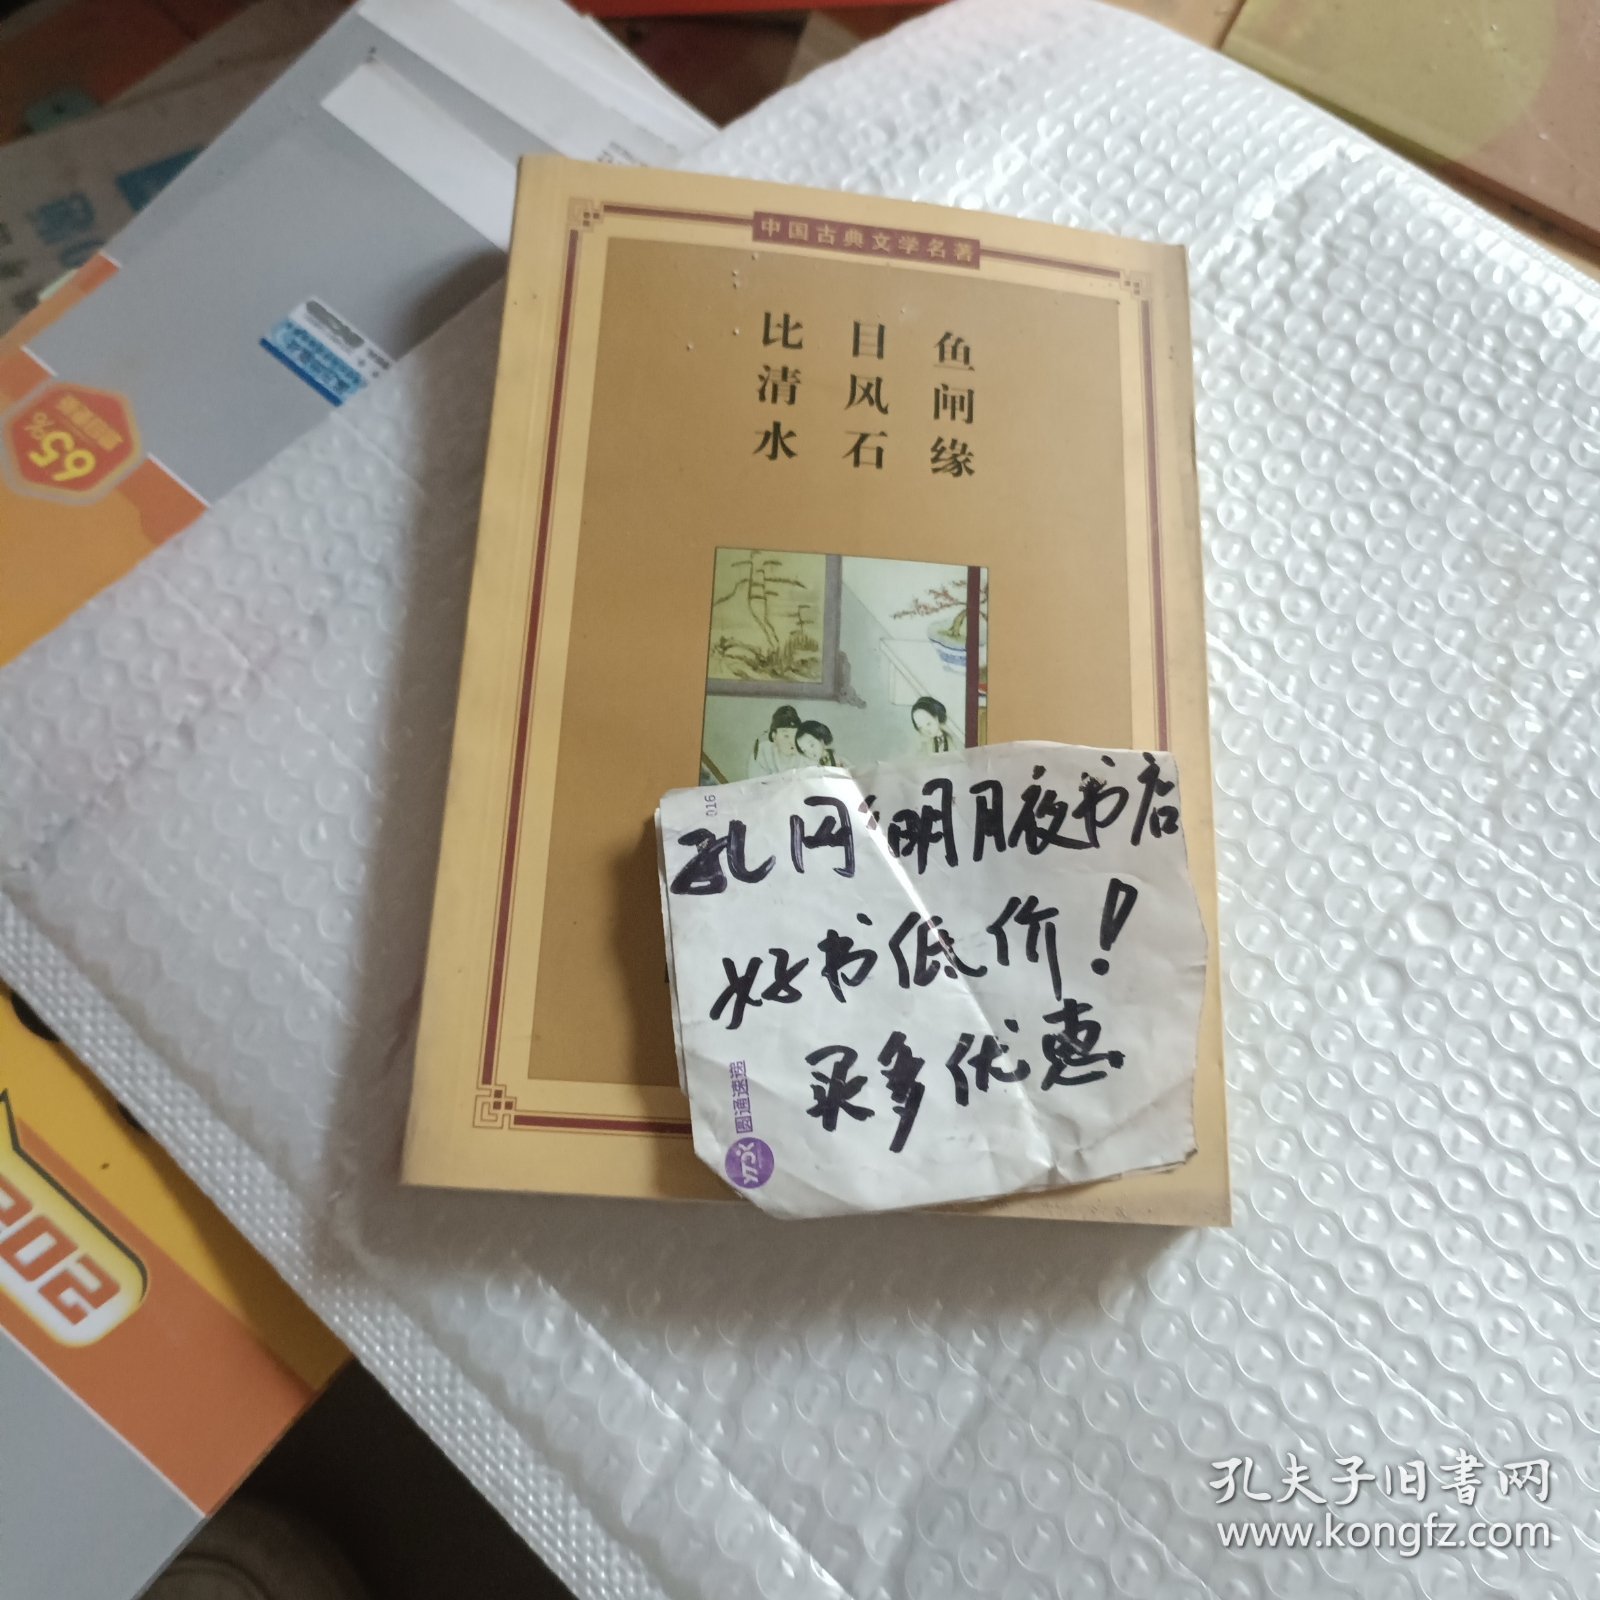 中国古典文学名著
比目鱼
清风闸
水石缘
016
孔网明月夜书店
好书低价!
买多优惠
圆通速递
65%
202
孔夫子旧书网
www.kongfz.com